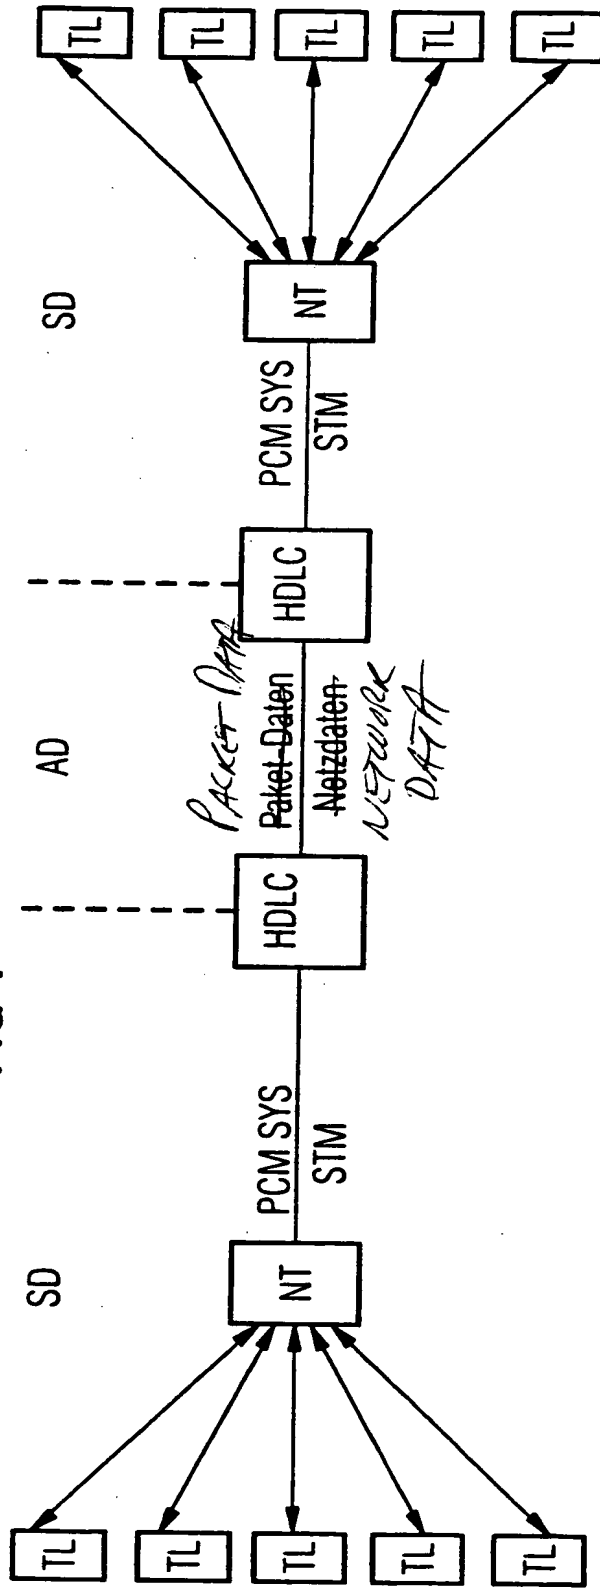 SD
AD
SD
TL
TL
TL
TL
TL
NT
PCM SYS
STM
HDLC
PACKET DATA
Paket-Daten
Netzdaten
NETWORK
DATA
HDLC
PCM SYS
STM
NT
TL
TL
TL
TL
TL